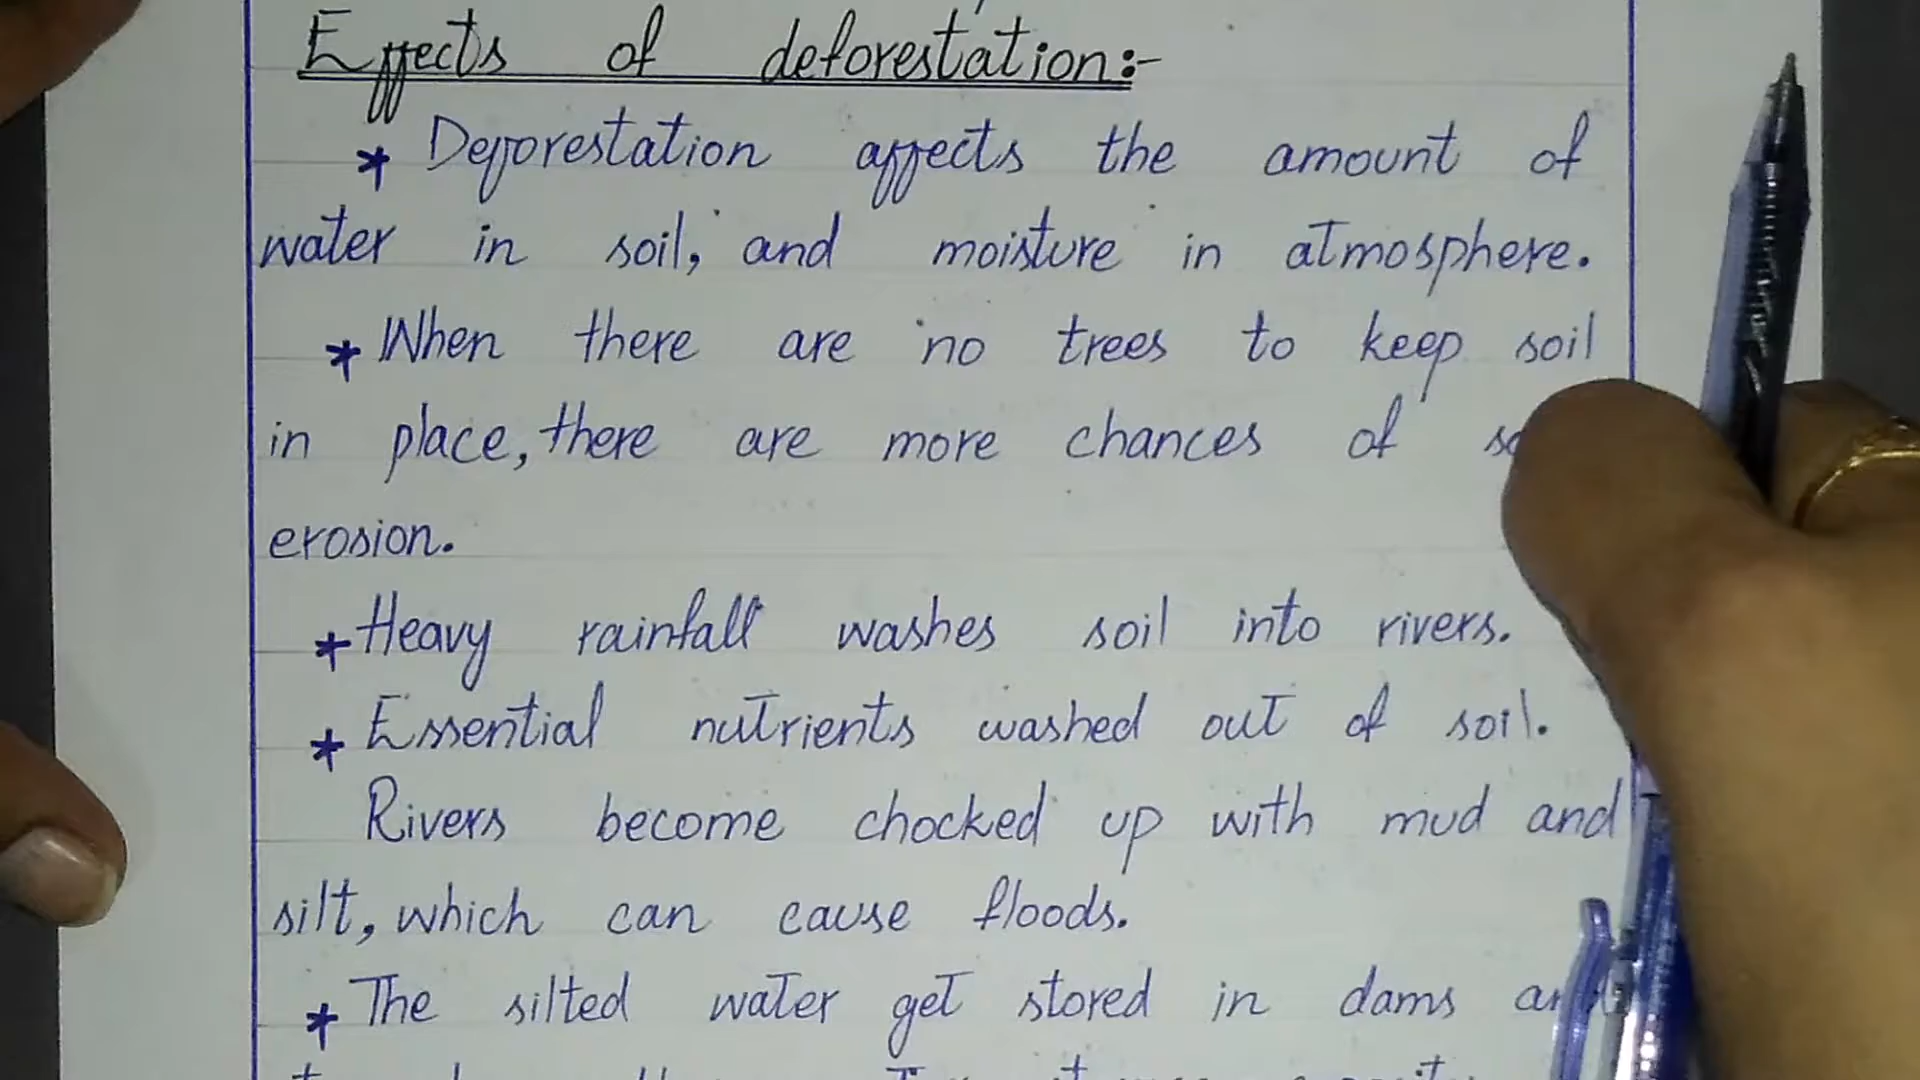 Effects of deforestation:-
* Deforestation affects the amount of
water in soil, and moisture in atmosphere.
* When there are no trees to keep soil
in place, there are more chances of
erosion.
* Heavy rainfall washes soil into rivers.
* Essential nutrients washed out of soil.
Rivers become chocked up with mud and
silt, which can cause floods.
* The silted water get stored in dams and